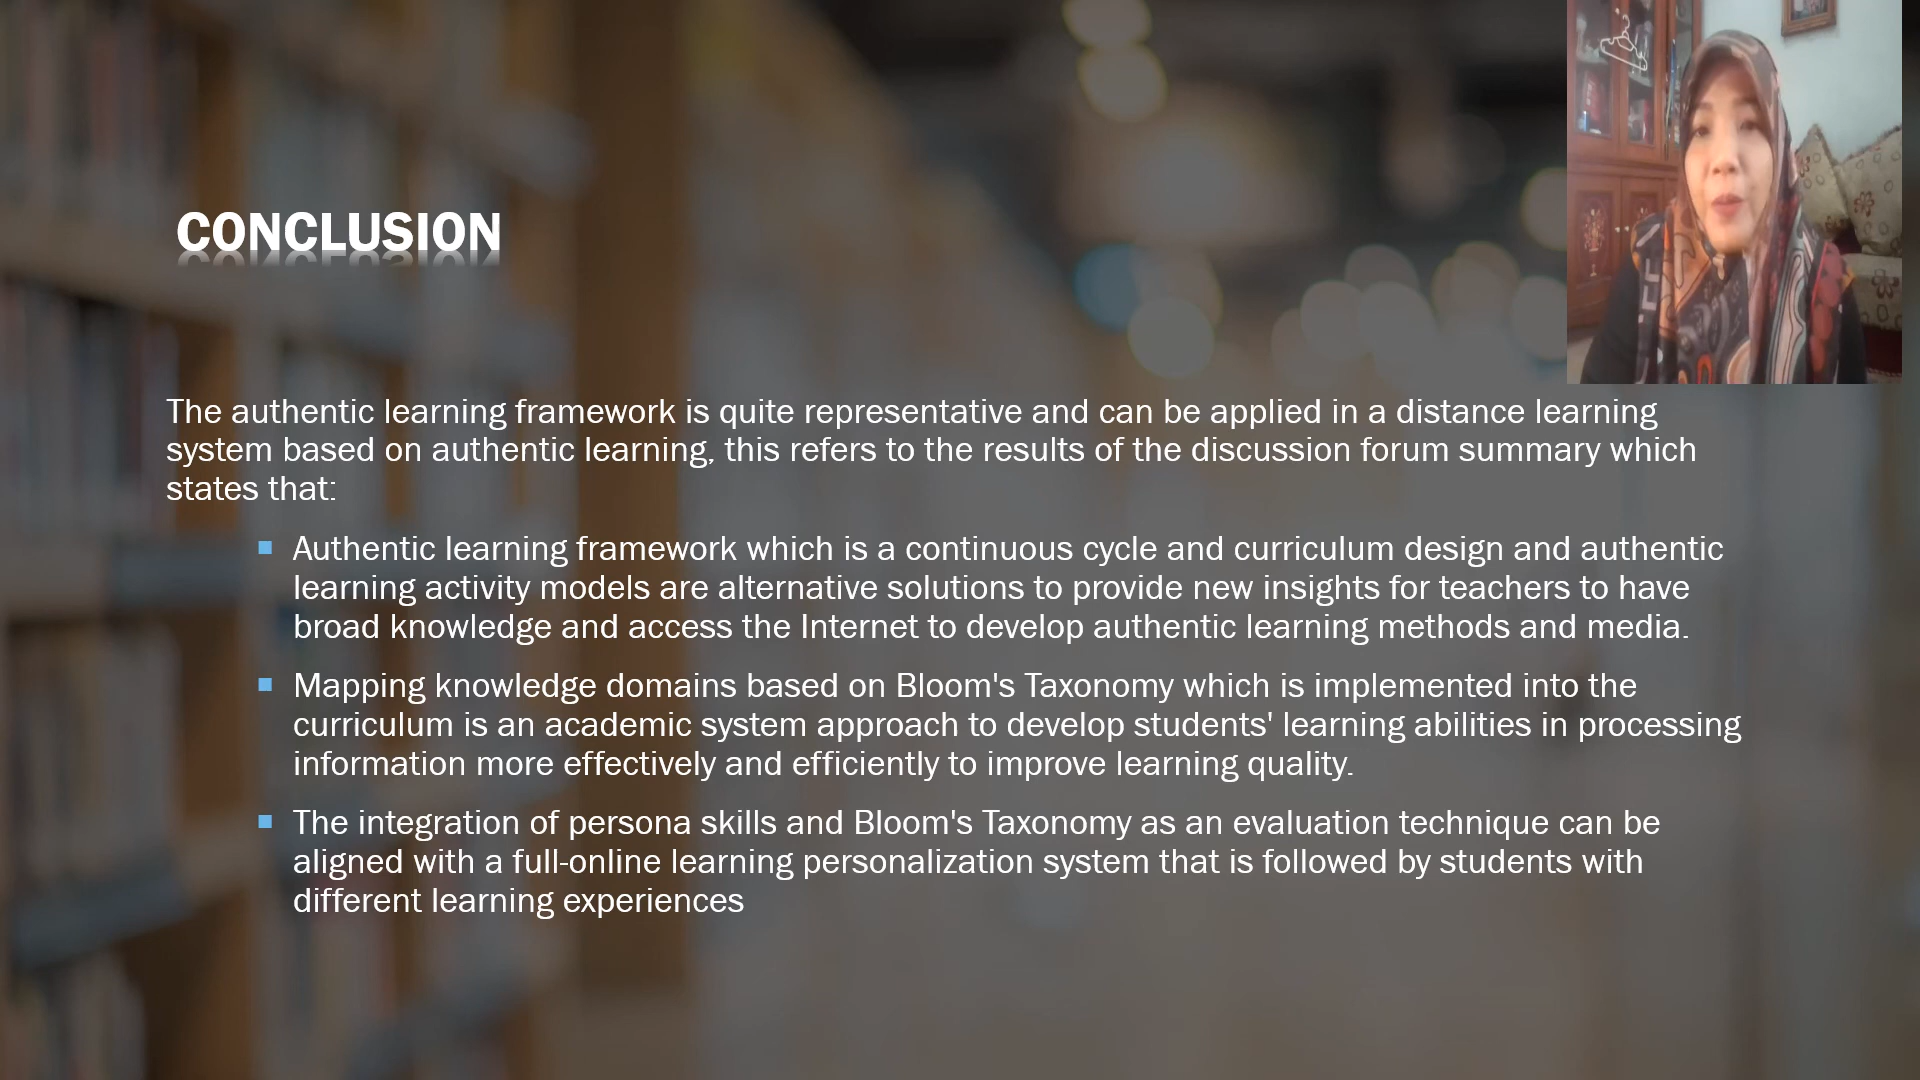 CONCLUSION
The authentic learning framework is quite representative and can be applied in a distance learning
system based on authentic learning, this refers to the results of the discussion forum summary which
states that:
Authentic learning framework which is a continuous cycle and curriculum design and authentic
learning activity models are alternative solutions to provide new insights for teachers to have
broad knowledge and access the Internet to develop authentic learning methods and media.
Mapping knowledge domains based on Bloom's Taxonomy which is implemented into the
curriculum is an academic system approach to develop students' learning abilities in processing
information more effectively and efficiently to improve learning quality.
The integration of persona skills and Bloom's Taxonomy as an evaluation technique can be
aligned with a full-online learning personalization system that is followed by students with
different learning experiences